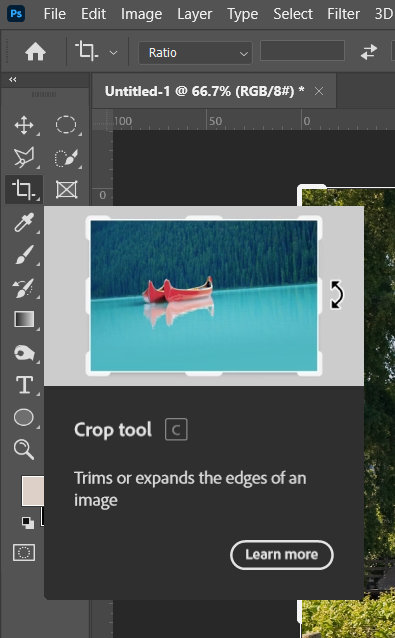 Ps File Edit Image Layer Type Select Filter 3D
Ratio
Untitled-1 @ 66.7% (RGB/8#) *
100 50 0
0
T
Crop tool C
Trims or expands the edges of an
image
Learn more